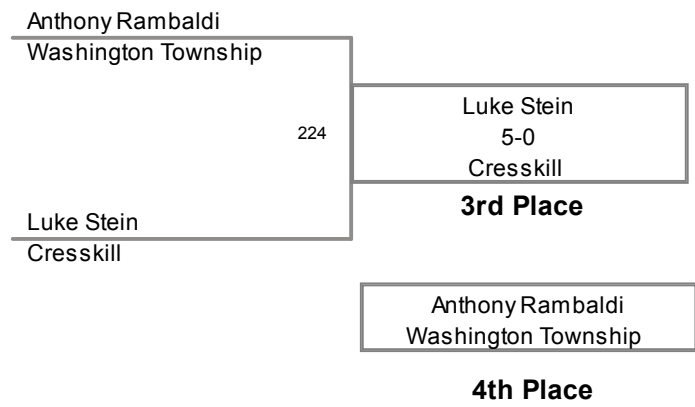 Anthony Rambaldi
Washington Township
224
Luke Stein
5-0
Cresskill
3rd Place
Luke Stein
Cresskill
Anthony Rambaldi
Washington Township
4th Place